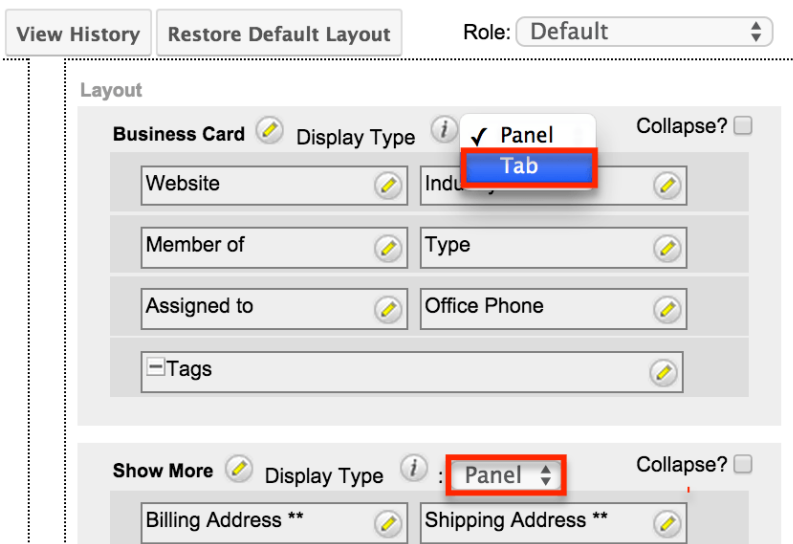 View History Restore Default Layout Role: Default
Layout
Business Card Display Type i ✓ Panel Collapse?
Tab
Website
Member of Type
Assigned to Office Phone
Tags
Show More Display Type i : Panel Collapse?
Billing Address ** Shipping Address **